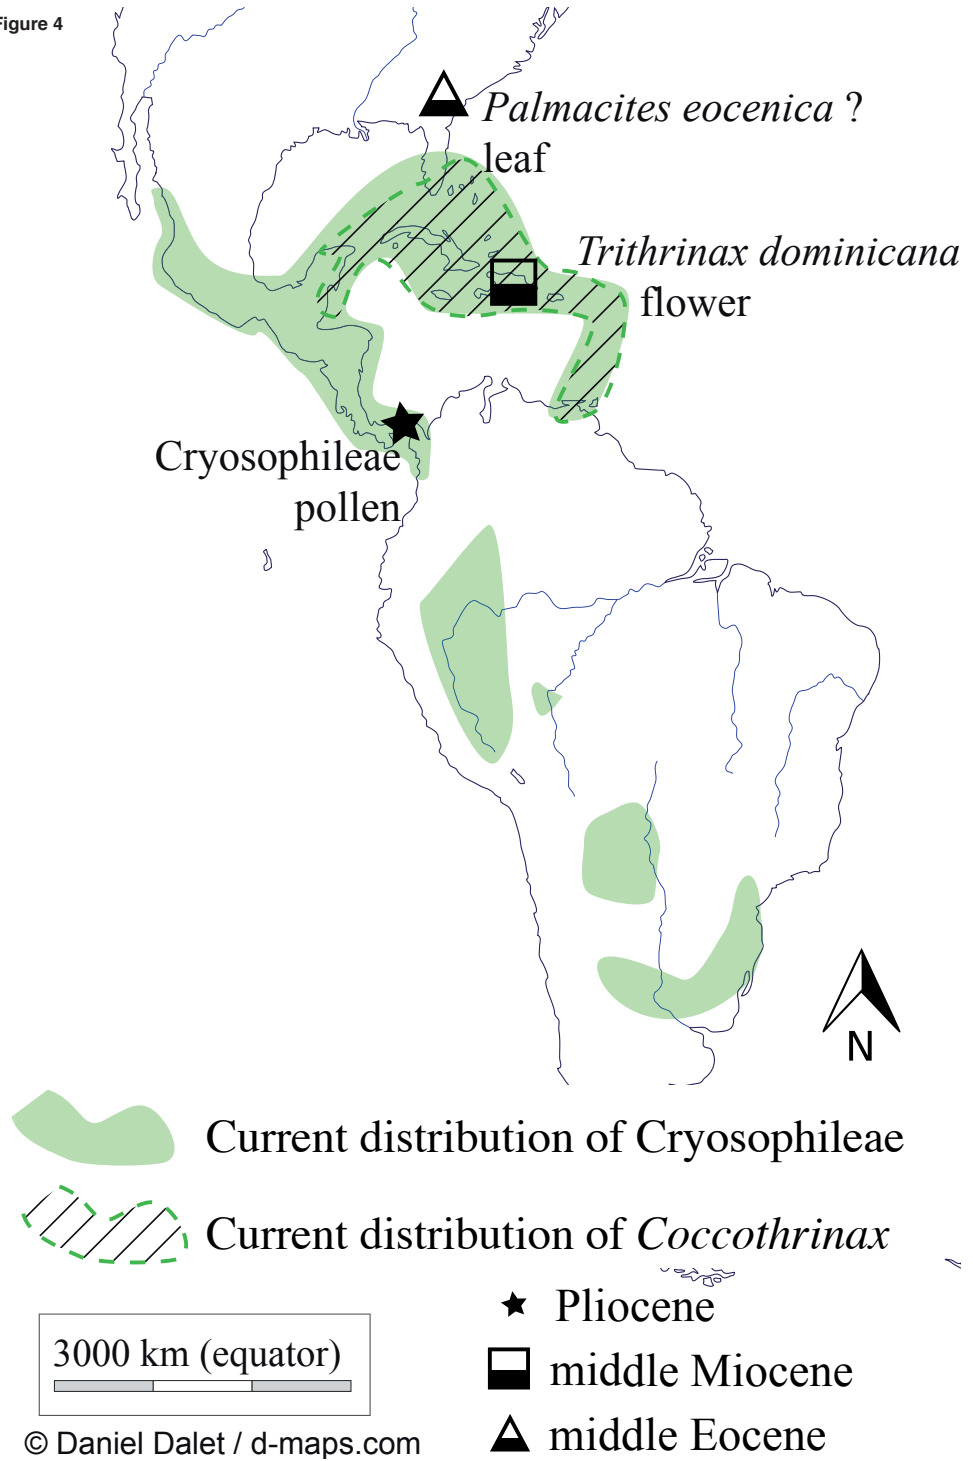 Figure 4
Palmacites eocenica ?
leaf
Trithrinax dominicana
flower
Cryosophileae
pollen
N
Current distribution of Cryosophileae
Current distribution of Coccothrinax
Pliocene
3000 km (equator)
middle Miocene
middle Eocene
© Daniel Dalet / d-maps.com